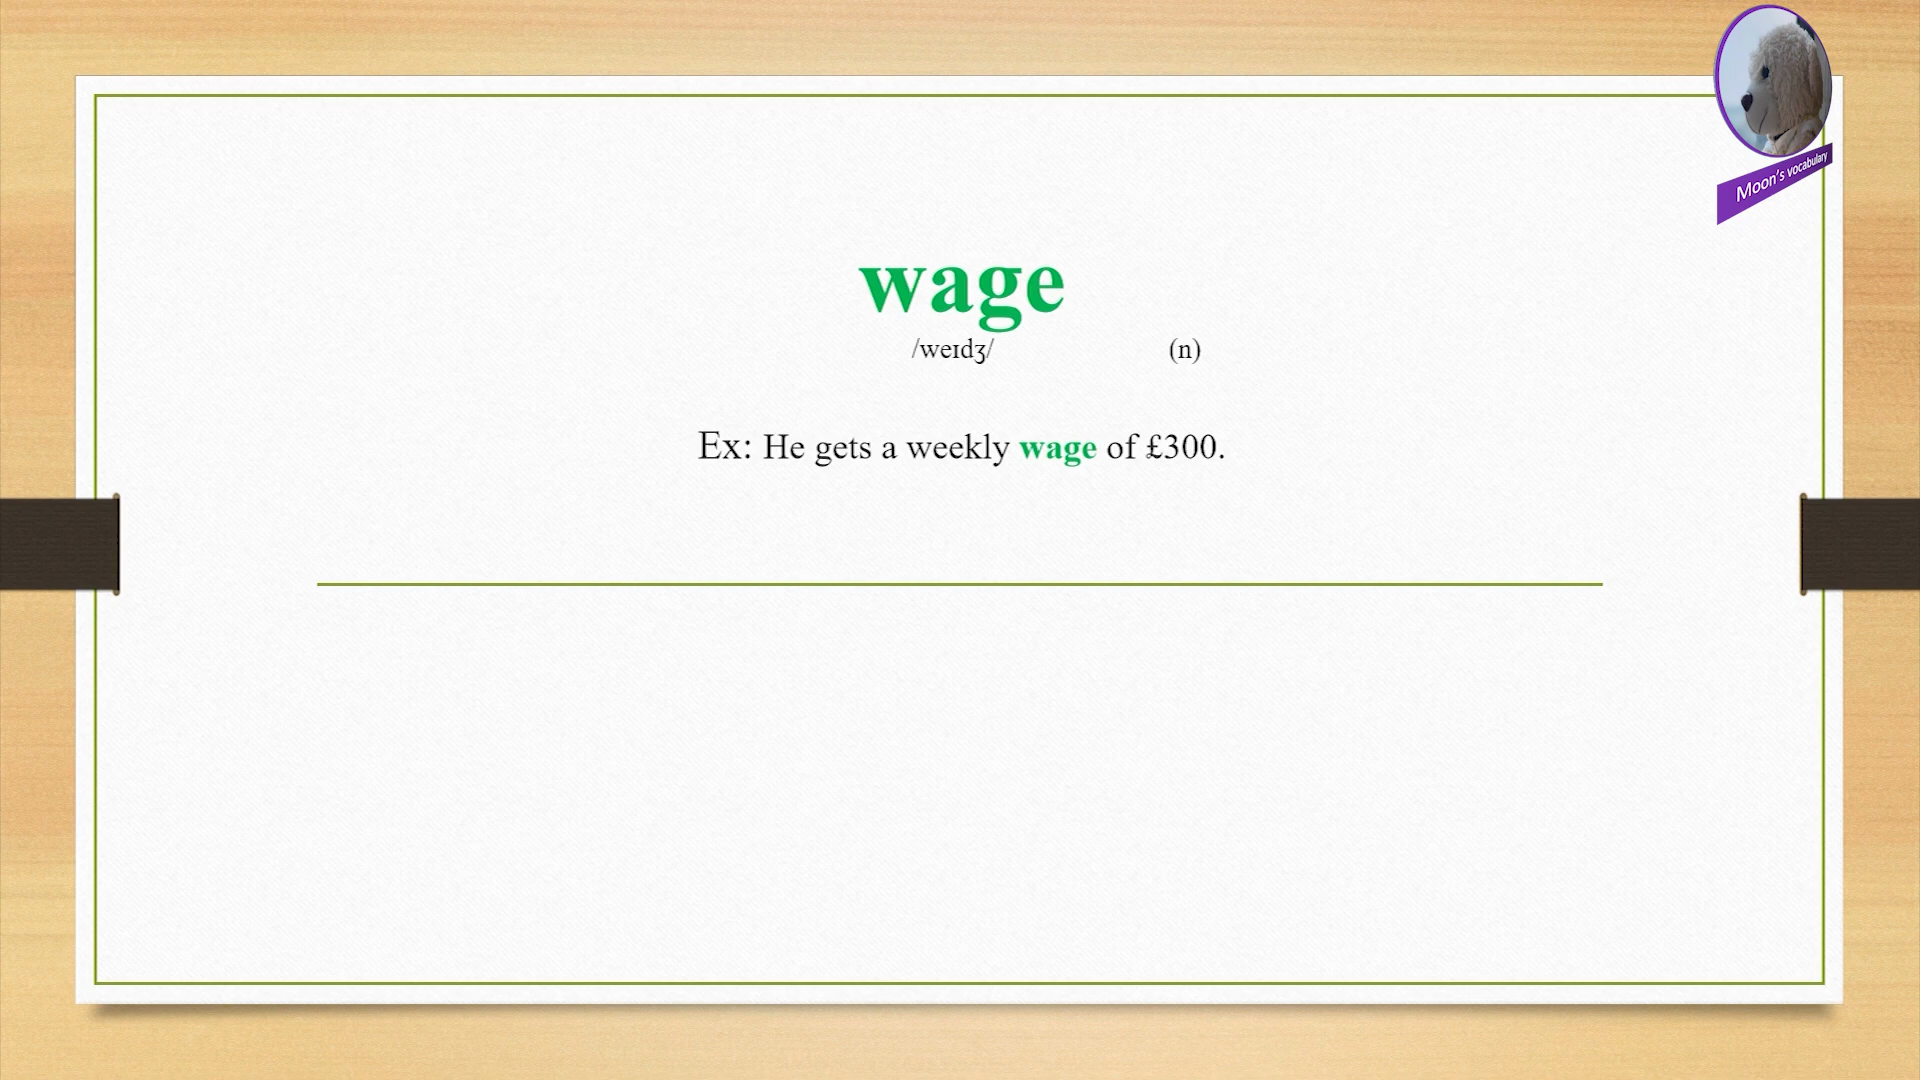 Moon's vocabulary
wage
/weɪdʒ/ (n)
Ex: He gets a weekly wage of £300.